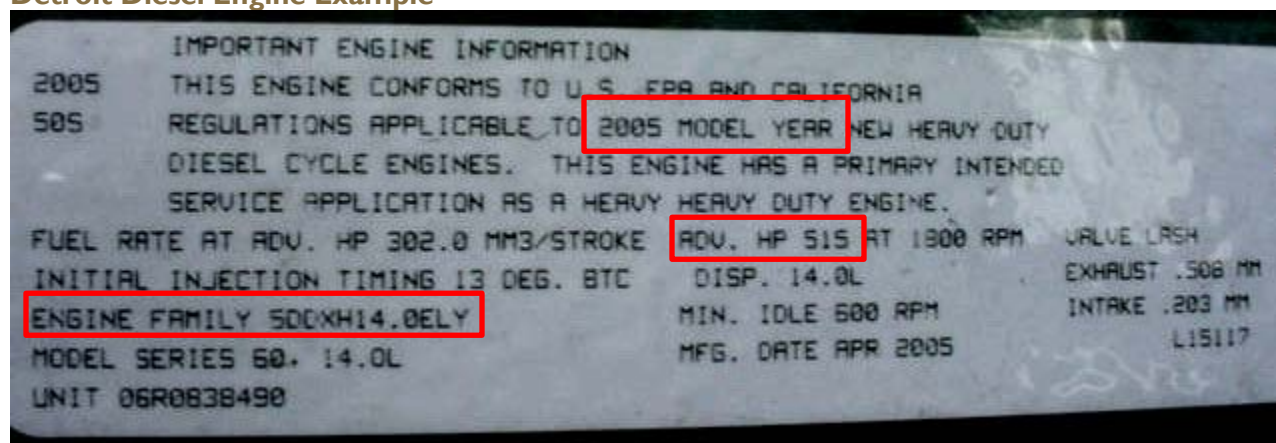 Detroit Diesel Engine Example
IMPORTANT ENGINE INFORMATION
2005 THIS ENGINE CONFORMS TO U.S. EPA AND CALIFORNIA
50S REGULATIONS APPLICABLE TO 2005 MODEL YEAR NEW HEAVY DUTY
DIESEL CYCLE ENGINES. THIS ENGINE HAS A PRIMARY INTENDED
SERVICE APPLICATION AS A HEAVY HEAVY DUTY ENGINE.
FUEL RATE AT ADV. HP 302.0 MM3/STROKE ADV. HP 515 AT 1800 RPM VALVE LASH
INITIAL INJECTION TIMING 13 DEG. BTC DISP. 14.0L EXHAUST .508 MM
ENGINE FAMILY 5DDXH14.0ELY MIN. IDLE 600 RPM INTAKE .203 MM
MODEL SERIES 60. 14.0L MFG. DATE APR 2005 L15117
UNIT 06R0838490